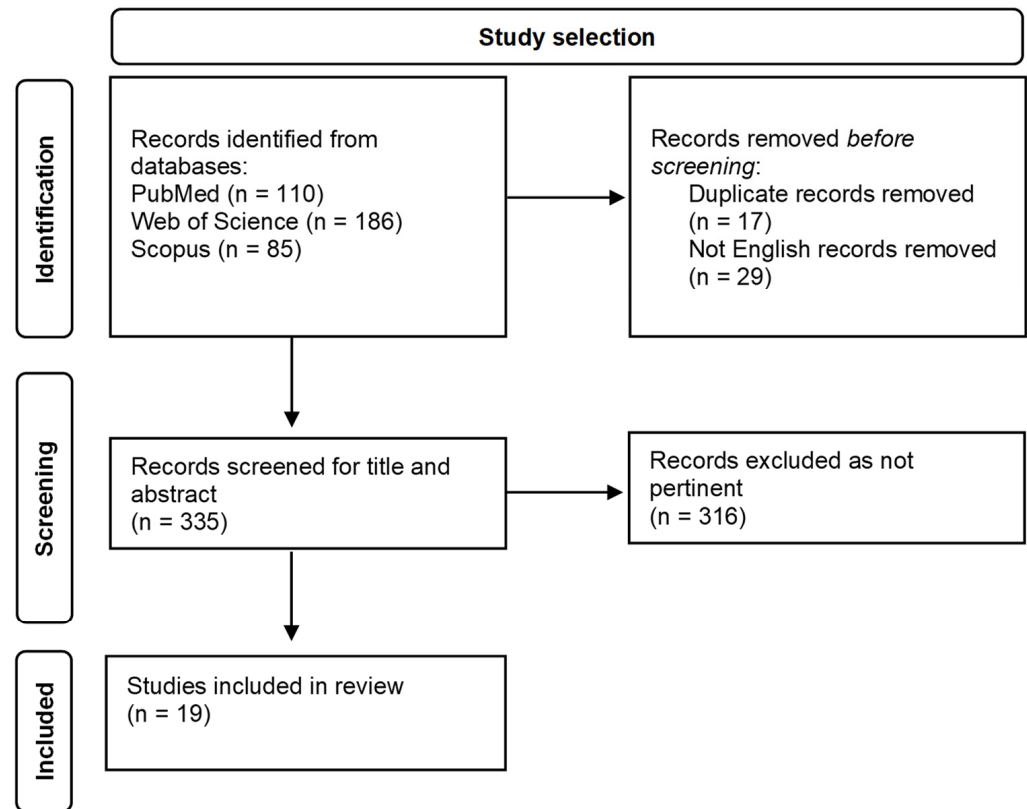 Study selection
Identification
Records identified from
databases:
PubMed (n = 110)
Web of Science (n = 186)
Scopus (n = 85)
Records removed before
screening:
Duplicate records removed
(n = 17)
Not English records removed
(n = 29)
Screening
Records screened for title and
abstract
(n = 335)
Records excluded as not
pertinent
(n = 316)
Included
Studies included in review
(n = 19)